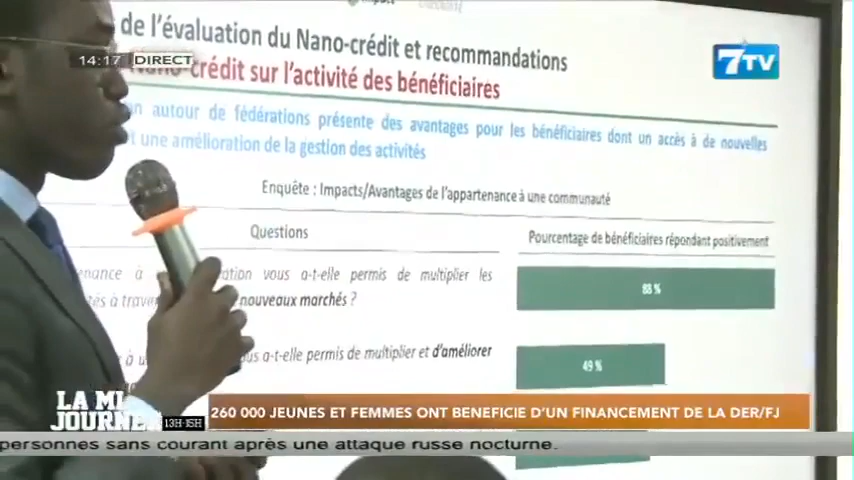 de l'évaluation du Nano-crédit et recommandations
14:17 DIRECT
7TV
Nano-crédit sur l'activité des bénéficiaires
autour de fédérations présente des avantages pour les bénéficiaires dont un accès à de nouvelles
et une amélioration de la gestion des activités
Enquête : Impacts/Avantages de l'appartenance à une communauté
Questions
Pourcentage de bénéficiaires répondant positivement
vous a-t-elle permis de multiplier les
nouveaux marchés ?
88 %
a-t-elle permis de multiplier et d'améliorer
49 %
LA MI
JOURNEE 13H-15H
260 000 JEUNES ET FEMMES ONT BENEFICIE D'UN FINANCEMENT DE LA DER/FJ
personnes sans courant après une attaque russe nocturne.